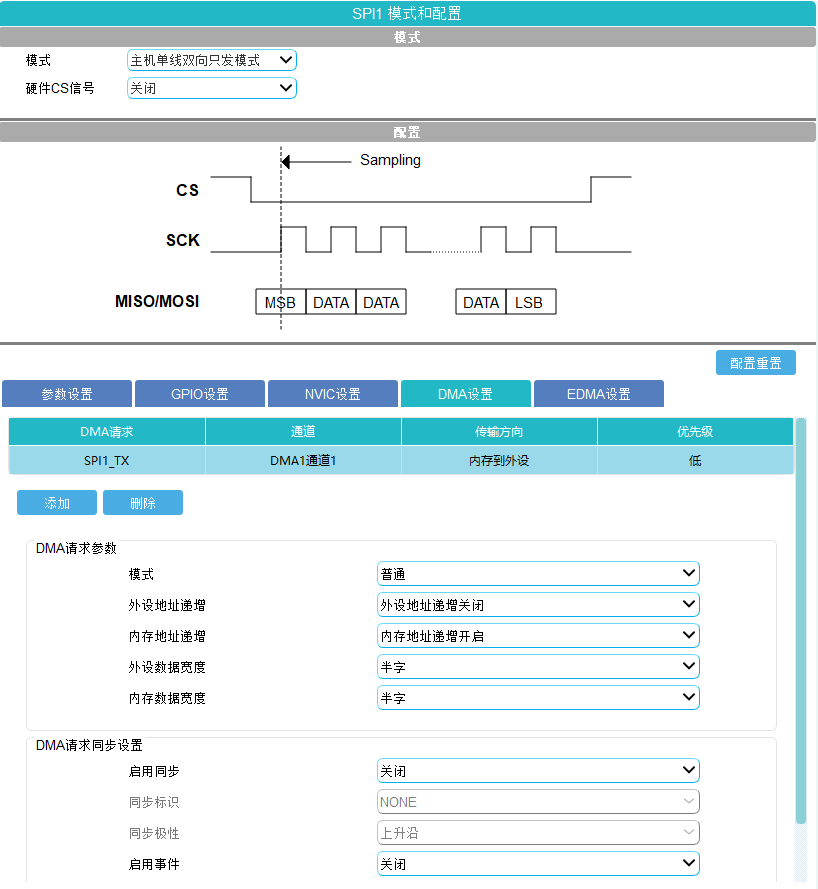 SPI1 模式和配置
模式
模式 主机单线双向只发模式
硬件CS信号 关闭
配置
Sampling
CS
SCK
MISO/MOSI MSB DATA DATA DATA LSB
配置重置
参数设置 GPIO设置 NVIC设置 DMA设置 EDMA设置
DMA请求 通道 传输方向 优先级
SPI1_TX DMA1通道1 内存到外设 低
添加 删除
DMA请求参数
模式 普通
外设地址递增 外设地址递增关闭
内存地址递增 内存地址递增开启
外设数据宽度 半字
内存数据宽度 半字
DMA请求同步设置
启用同步 关闭
同步标识 NONE
同步极性 上升沿
启用事件 关闭